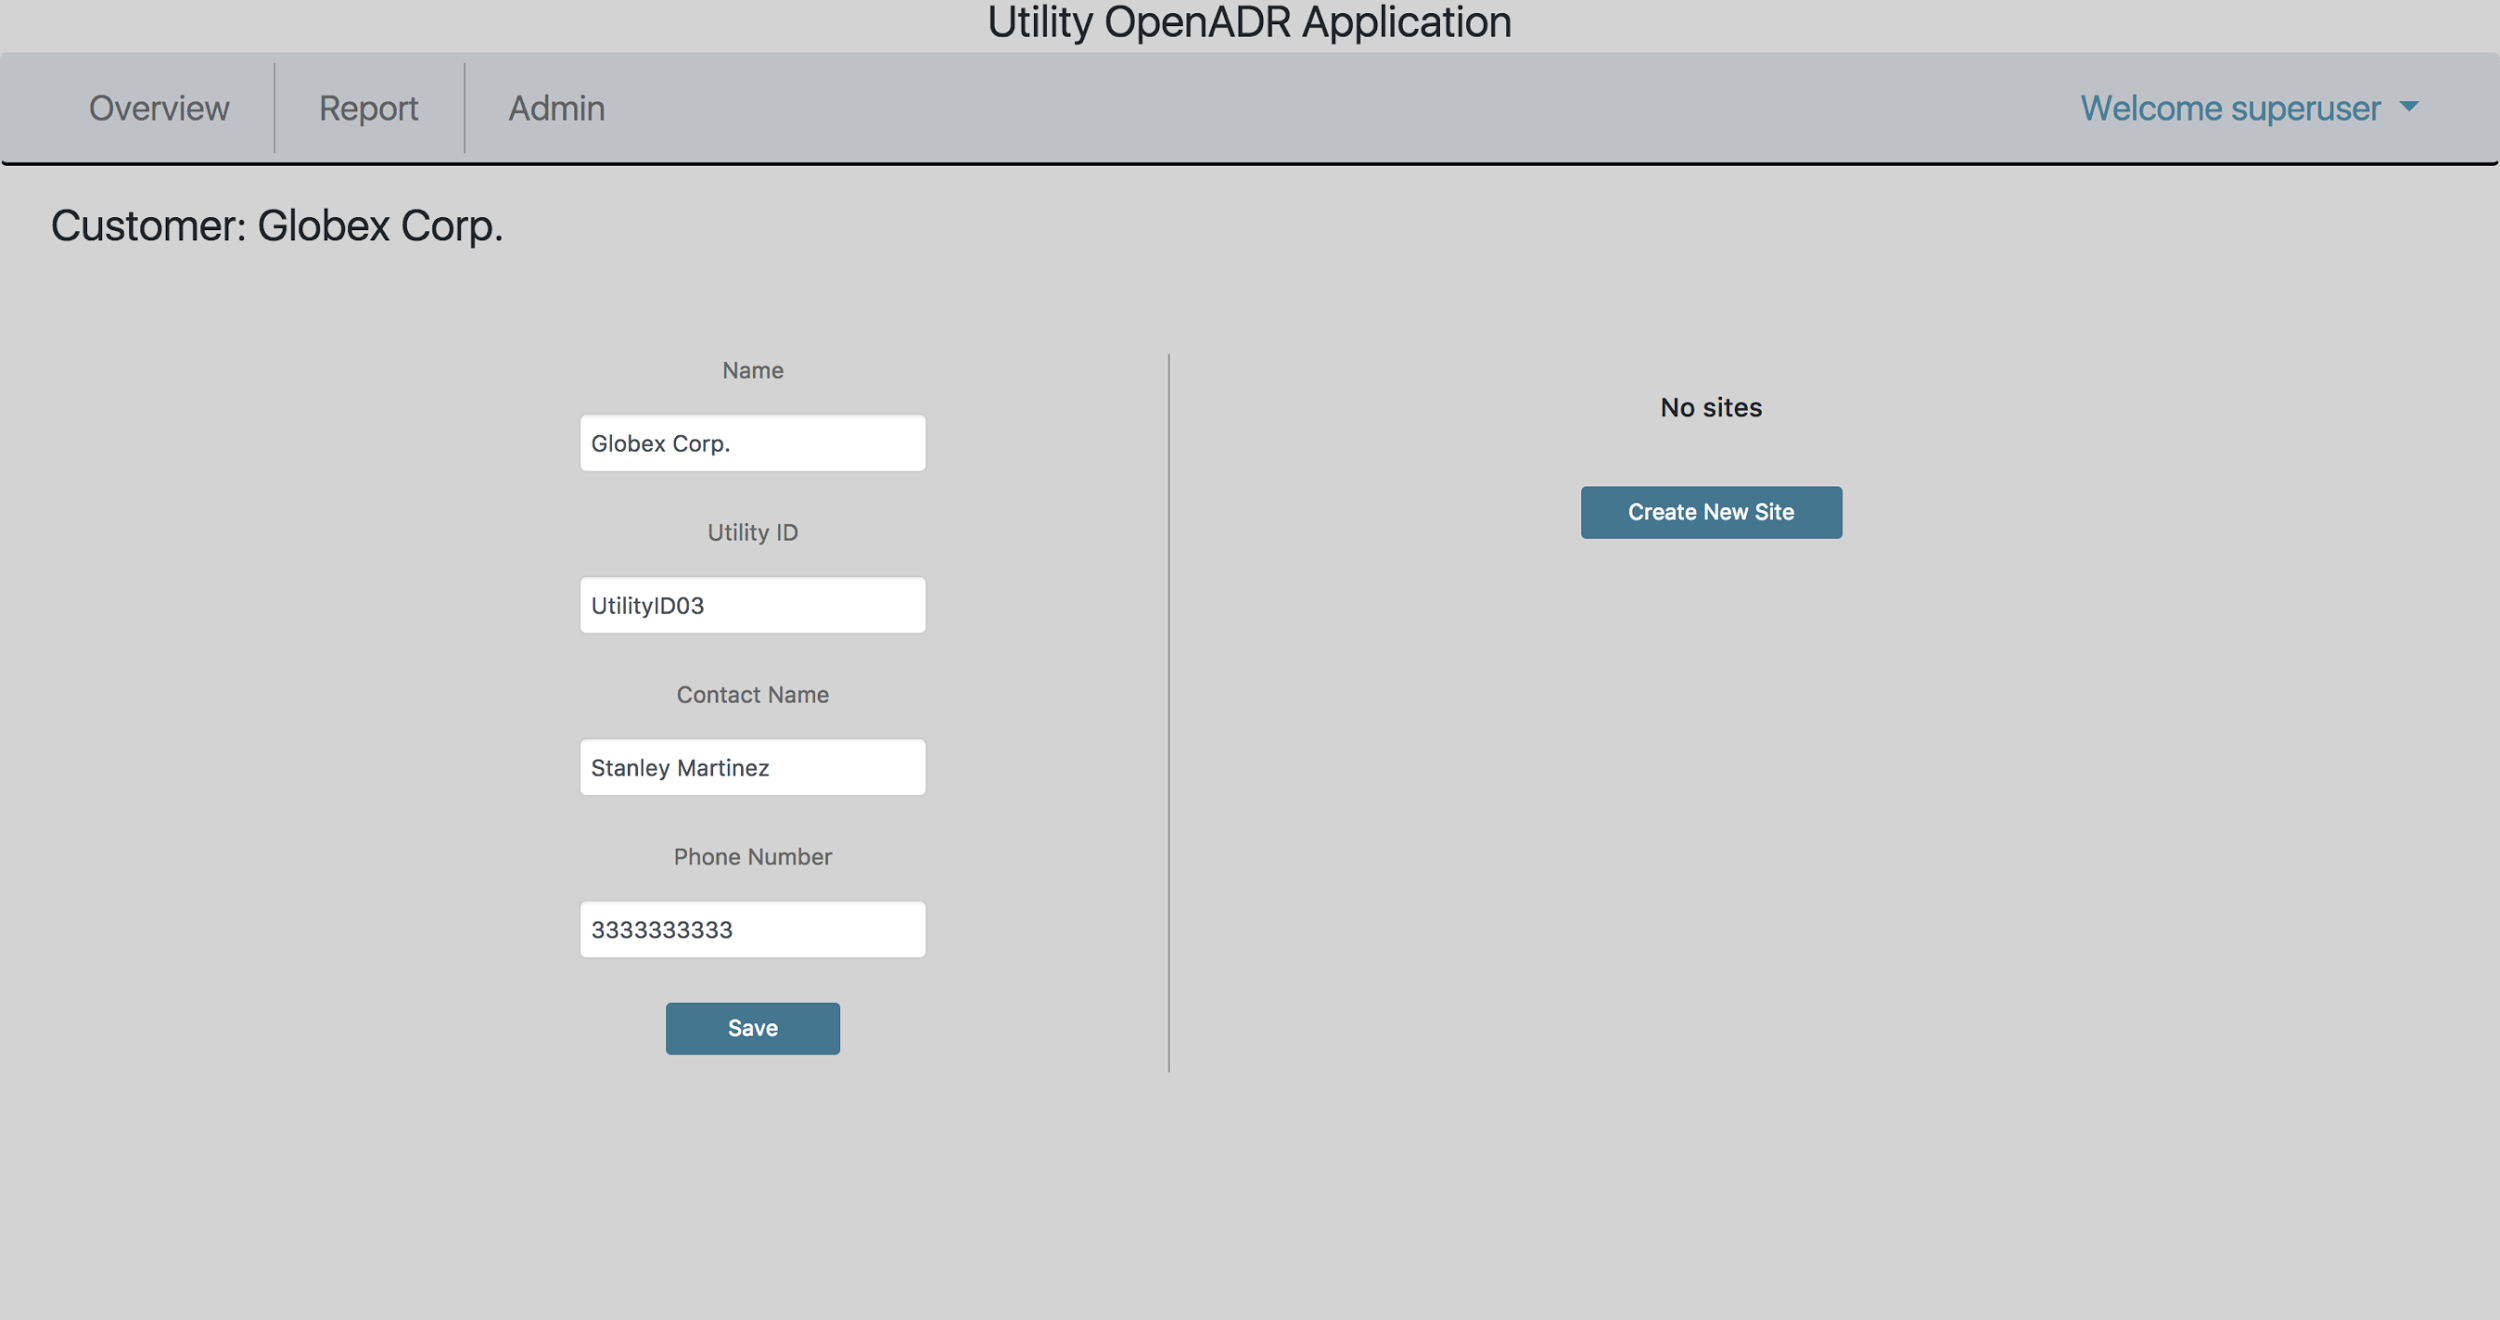 Utility OpenADR Application
Overview
Report
Admin
Welcome superuser
Customer: Globex Corp.
Name
Globex Corp.
Utility ID
UtilityID03
Contact Name
Stanley Martinez
Phone Number
3333333333
Save
No sites
Create New Site